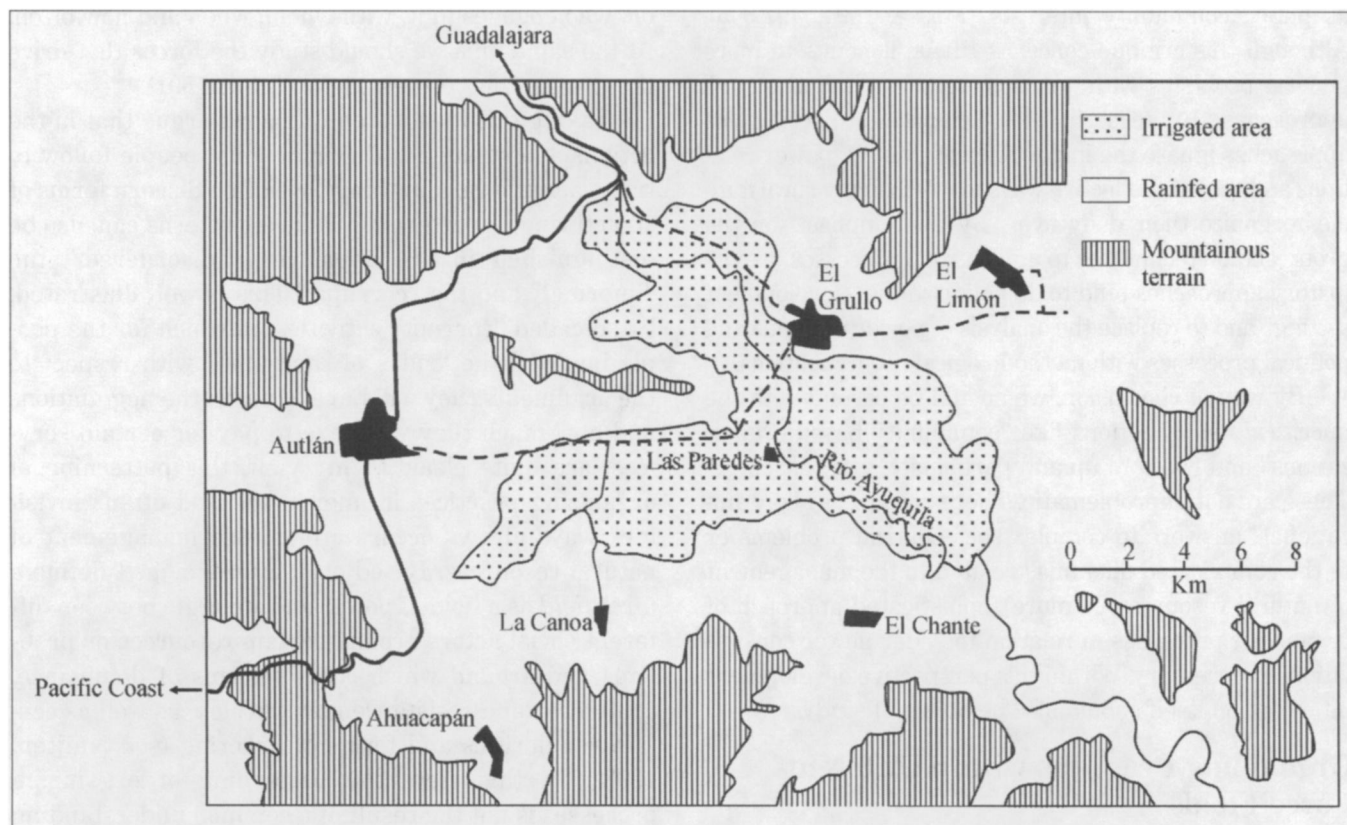 Guadalajara
Irrigated area
El
Grullo
El
Limón
Rainfed area
Mountainous
terrain
Autlán
Las Paredes
Río Ayuquila
0 2 4 6 8
Km
La Canoa
El Chante
Pacific Coast
Ahuacapán